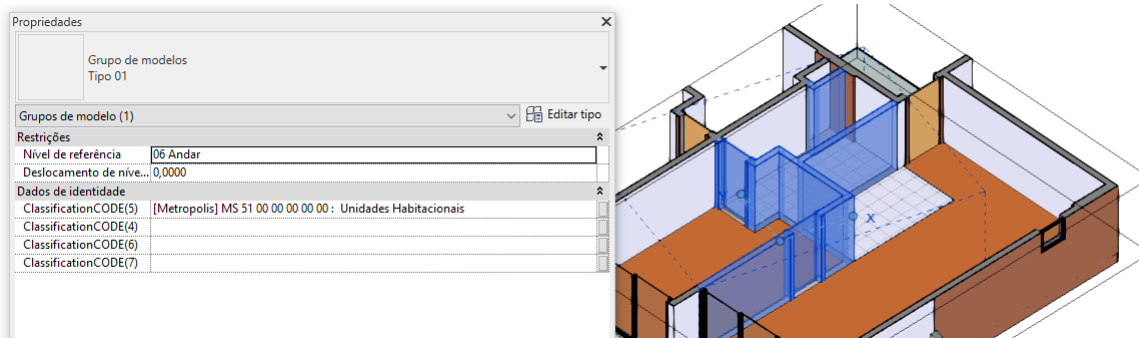 Propriedades
Grupo de modelos
Tipo 01
Grupos de modelo (1)
Editar tipo
Restrições
Nível de referência 06 Andar
Deslocamento de níve... 0,0000
Dados de identidade
ClassificationCODE(5) [Metropolis] MS 51 00 00 00 00 00 : Unidades Habitacionais
ClassificationCODE(4)
ClassificationCODE(6)
ClassificationCODE(7)
X